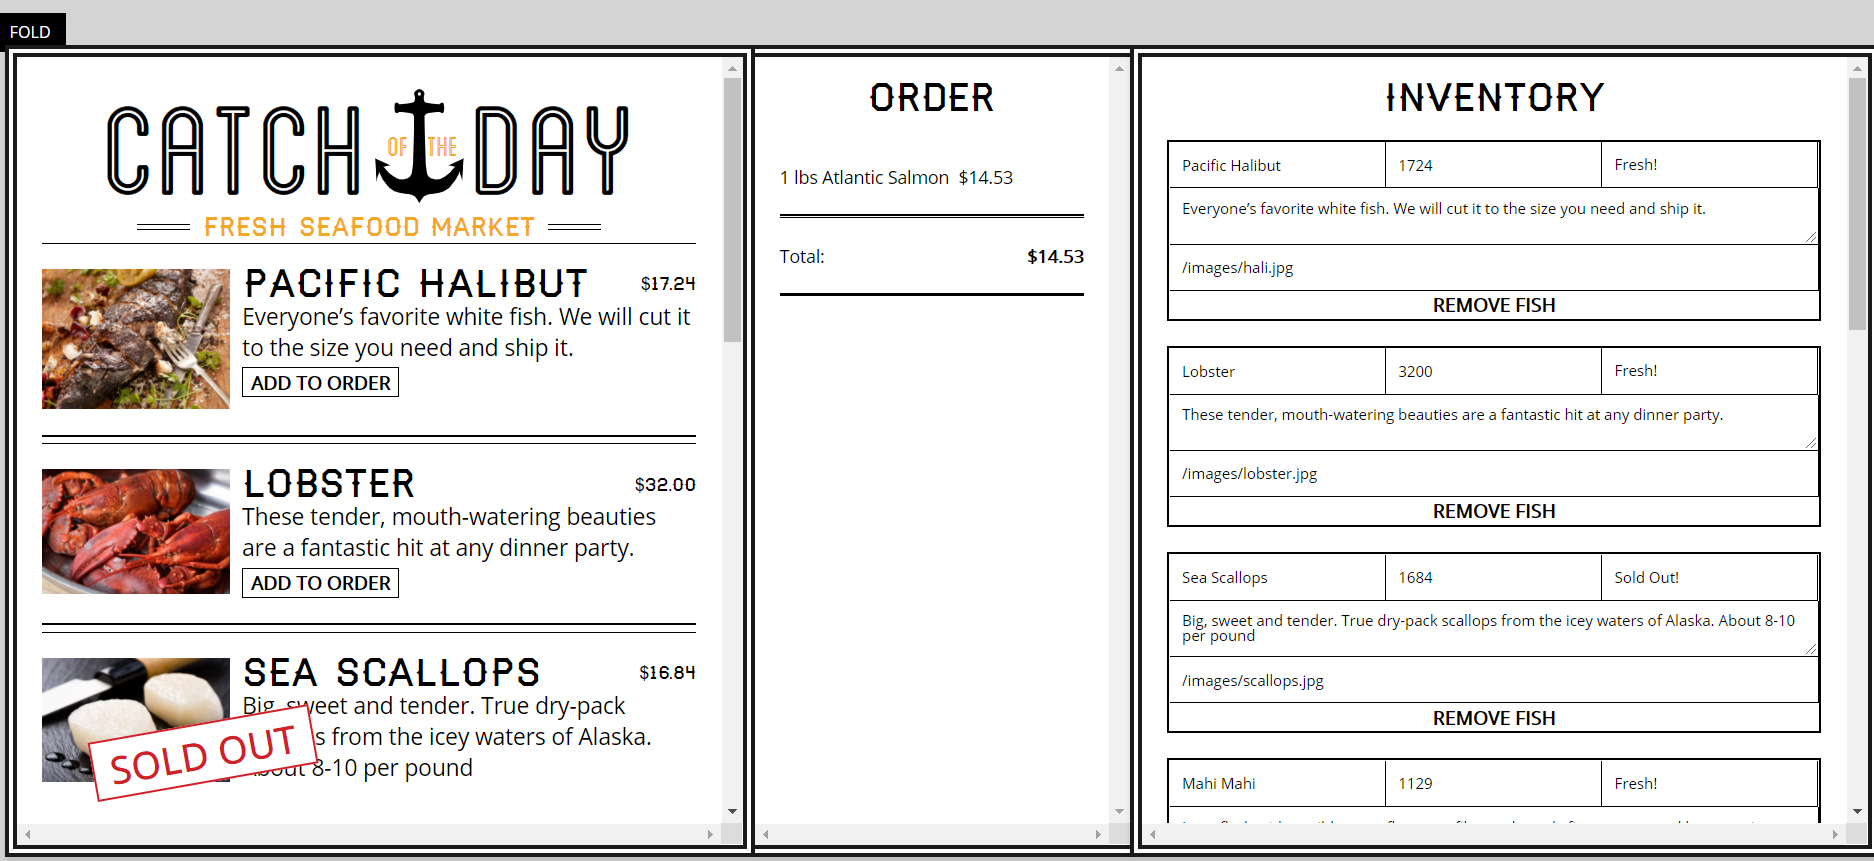 FOLD
CATCH OF THE DAY
FRESH SEAFOOD MARKET
PACIFIC HALIBUT $17.24
Everyone’s favorite white fish. We will cut it
to the size you need and ship it.
ADD TO ORDER
LOBSTER $32.00
These tender, mouth-watering beauties
are a fantastic hit at any dinner party.
ADD TO ORDER
SEA SCALLOPS $16.84
Big, sweet and tender. True dry-pack
from the icey waters of Alaska.
About 8-10 per pound
SOLD OUT
ORDER
1 lbs Atlantic Salmon $14.53
Total: $14.53
INVENTORY
Pacific Halibut 1724 Fresh!
Everyone’s favorite white fish. We will cut it to the size you need and ship it.
/images/hali.jpg
REMOVE FISH
Lobster 3200 Fresh!
These tender, mouth-watering beauties are a fantastic hit at any dinner party.
/images/lobster.jpg
REMOVE FISH
Sea Scallops 1684 Sold Out!
Big, sweet and tender. True dry-pack scallops from the icey waters of Alaska. About 8-10
per pound
/images/scallops.jpg
REMOVE FISH
Mahi Mahi 1129 Fresh!